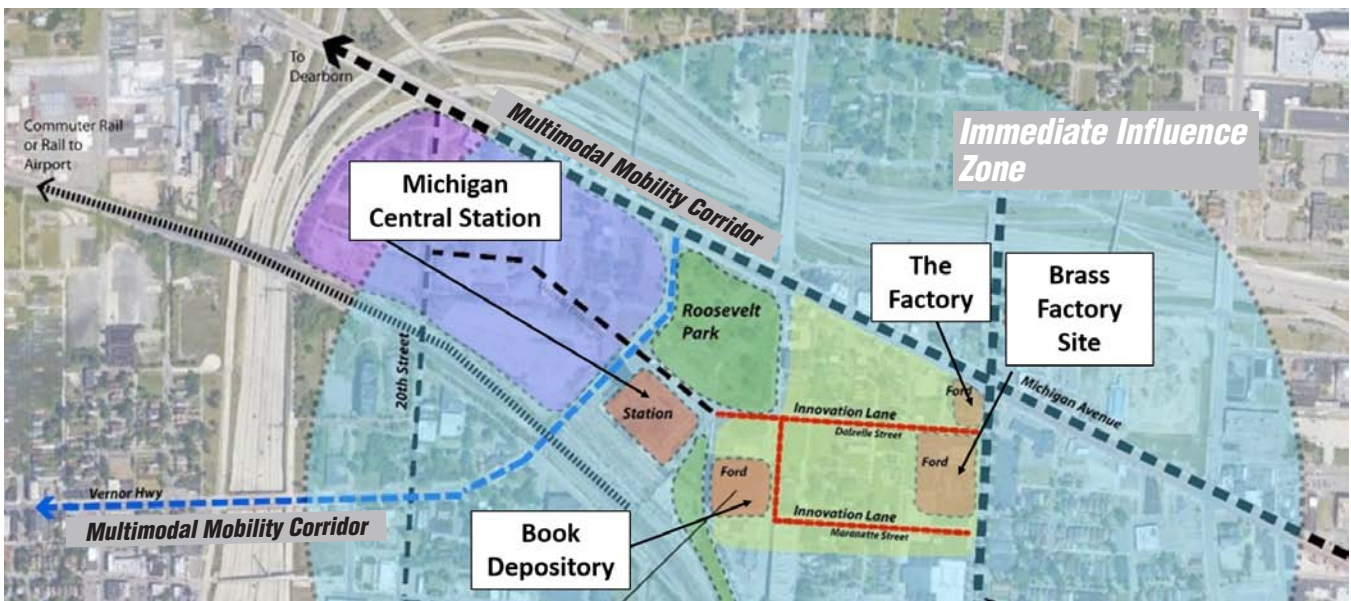 To
Dearborn
Commuter Rail
or Rail to
Airport
Multimodal Mobility Corridor
Immediate Influence
Zone
Michigan
Central Station
The
Factory
Brass
Factory
Site
Roosevelt
Park
20th Street
Station
Ford
Michigan Avenue
Innovation Lane
Dalzelle Street
Ford
Ford
Vernor Hwy
Multimodal Mobility Corridor
Innovation Lane
Maranette Street
Book
Depository